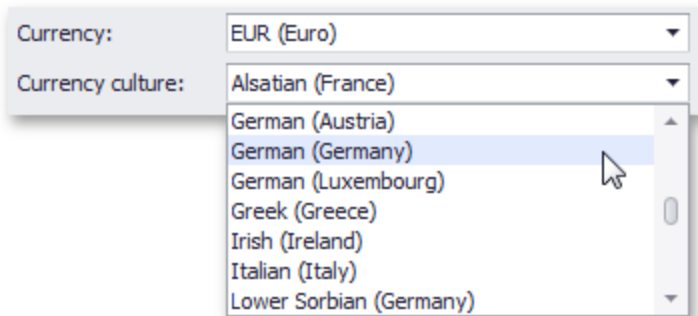 Currency: EUR (Euro)
Currency culture: Alsatian (France)
German (Austria)
German (Germany)
German (Luxembourg)
Greek (Greece)
Irish (Ireland)
Italian (Italy)
Lower Sorbian (Germany)